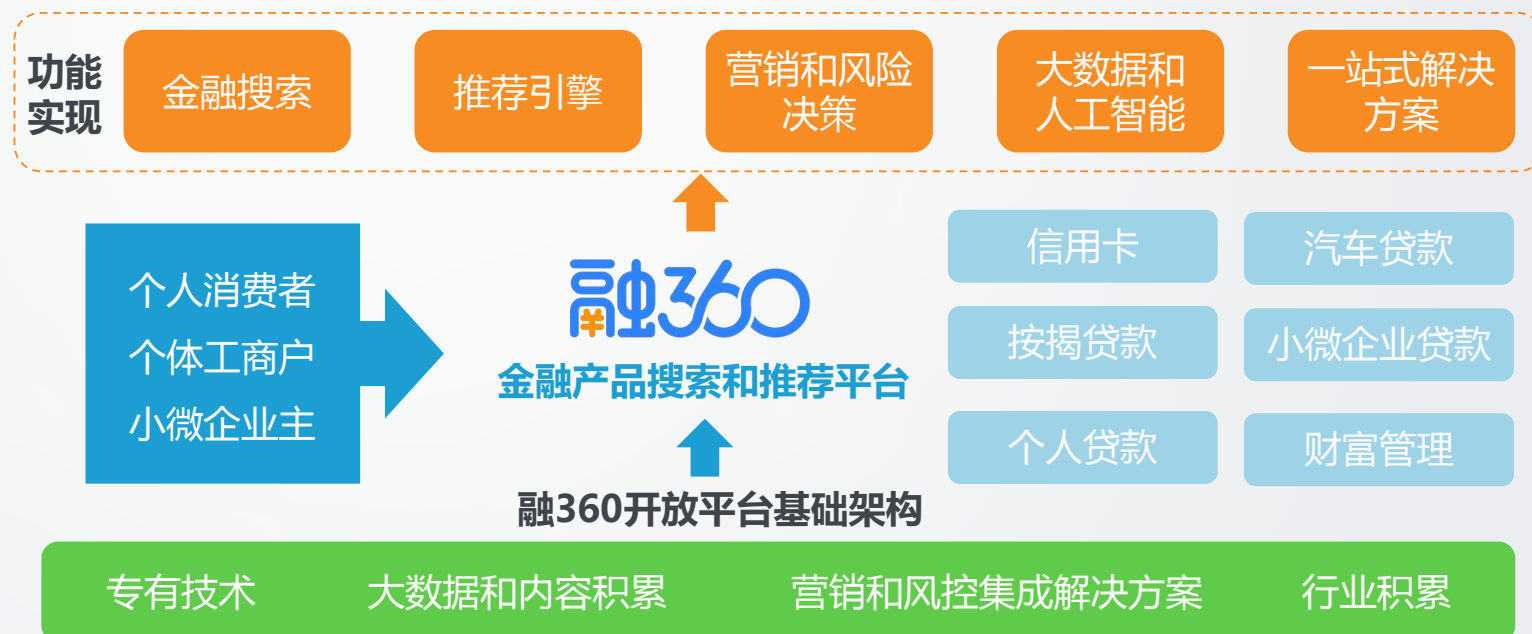 功能
实现
金融搜索
推荐引擎
营销和风险
决策
大数据和
人工智能
一站式解决
方案
个人消费者
个体工商户
小微企业主
融360
金融产品搜索和推荐平台
信用卡
汽车贷款
按揭贷款
小微企业贷款
个人贷款
财富管理
融360开放平台基础架构
专有技术
大数据和内容积累
营销和风控集成解决方案
行业积累